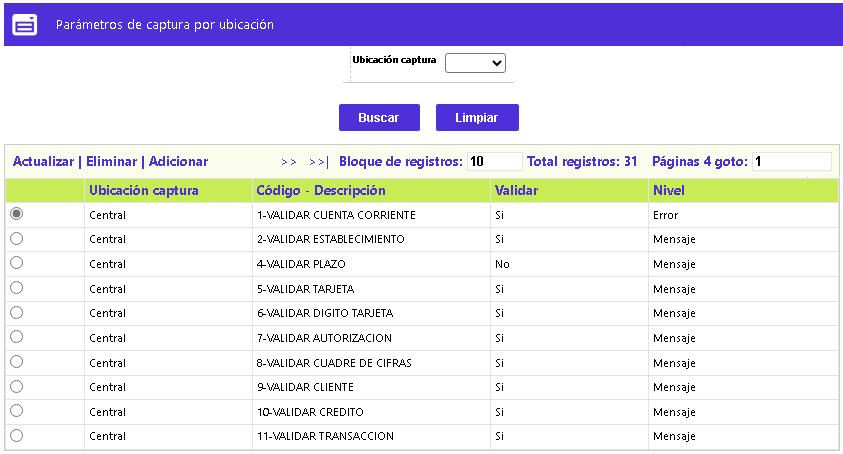 Parámetros de captura por ubicación
Ubicación captura
Buscar Limpiar
Actualizar | Eliminar | Adicionar >> >>| Bloque de registros: 10 Total registros: 31 Páginas 4 goto: 1
Ubicación captura Código - Descripción Validar Nivel
Central 1-VALIDAR CUENTA CORRIENTE Si Error
Central 2-VALIDAR ESTABLECIMIENTO Si Mensaje
Central 4-VALIDAR PLAZO No Mensaje
Central 5-VALIDAR TARJETA Si Mensaje
Central 6-VALIDAR DIGITO TARJETA Si Mensaje
Central 7-VALIDAR AUTORIZACION Si Mensaje
Central 8-VALIDAR CUADRE DE CIFRAS Si Mensaje
Central 9-VALIDAR CLIENTE Si Mensaje
Central 10-VALIDAR CREDITO Si Mensaje
Central 11-VALIDAR TRANSACCION Si Mensaje